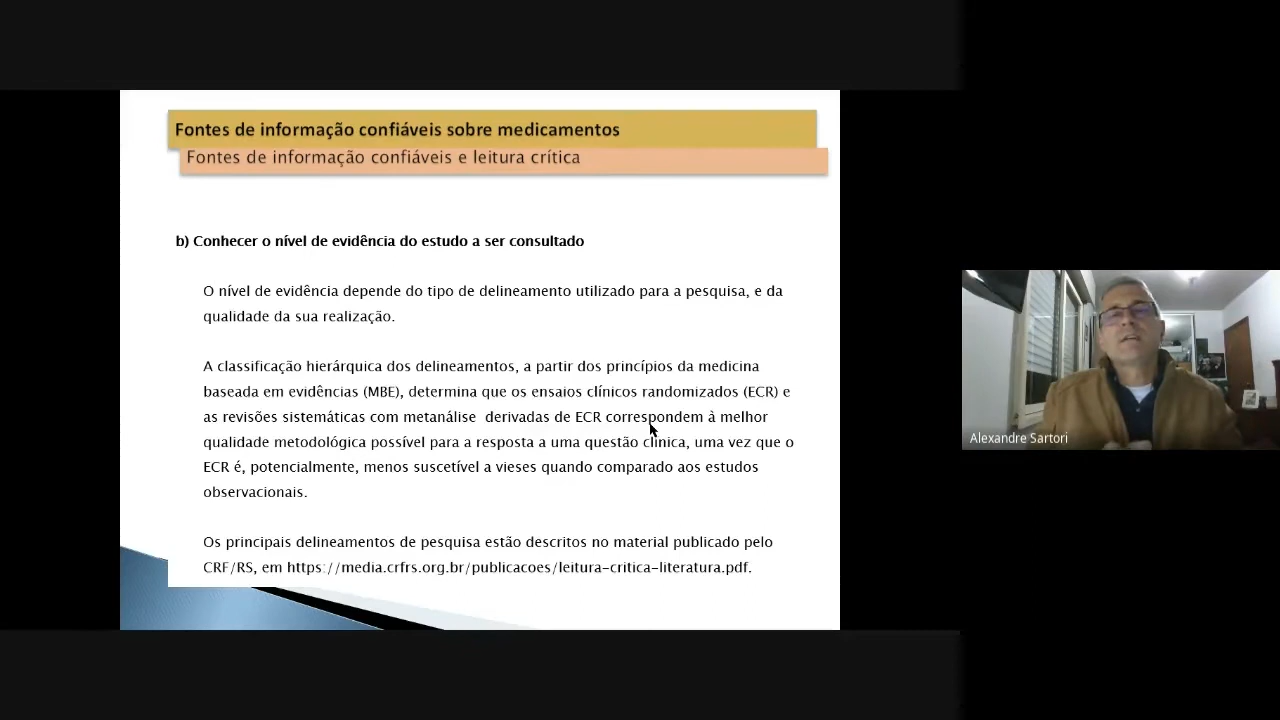 Fontes de informação confiáveis sobre medicamentos
Fontes de informação confiáveis e leitura crítica
b) Conhecer o nível de evidência do estudo a ser consultado
O nível de evidência depende do tipo de delineamento utilizado para a pesquisa, e da
qualidade da sua realização.
A classificação hierárquica dos delineamentos, a partir dos princípios da medicina
baseada em evidências (MBE), determina que os ensaios clínicos randomizados (ECR) e
as revisões sistemáticas com metanálise derivadas de ECR correspondem à melhor
qualidade metodológica possível para a resposta a uma questão clínica, uma vez que o
ECR é, potencialmente, menos suscetível a vieses quando comparado aos estudos
observacionais.
Os principais delineamentos de pesquisa estão descritos no material publicado pelo
CRF/RS, em https://media.crfrs.org.br/publicacoes/leitura-critica-literatura.pdf.
Alexandre Sartori